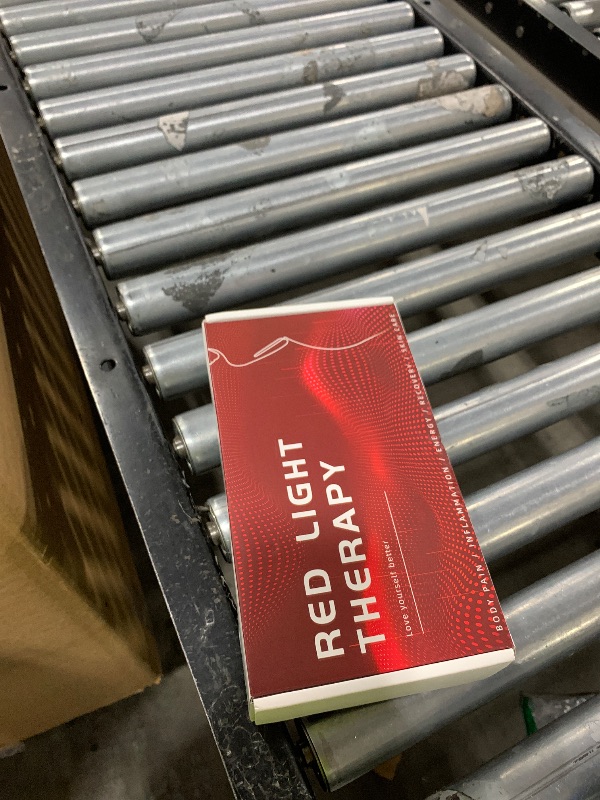 RED LIGHT
THERAPY
Love yourself better
BODY PAIN / INFLAMMATION / ENERGY / RECOVERY / SKIN CARE